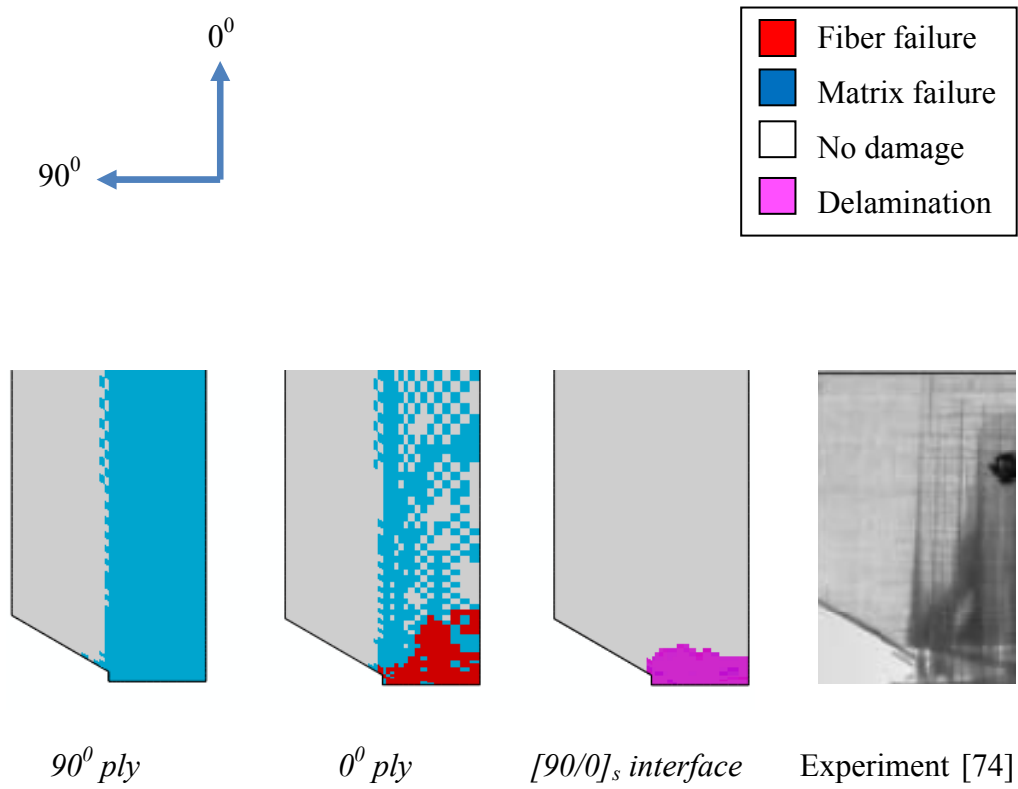 0⁰
90⁰
Fiber failure
Matrix failure
No damage
Delamination
90⁰ ply
0⁰ ply
[90/0]ₛ interface
Experiment [74]